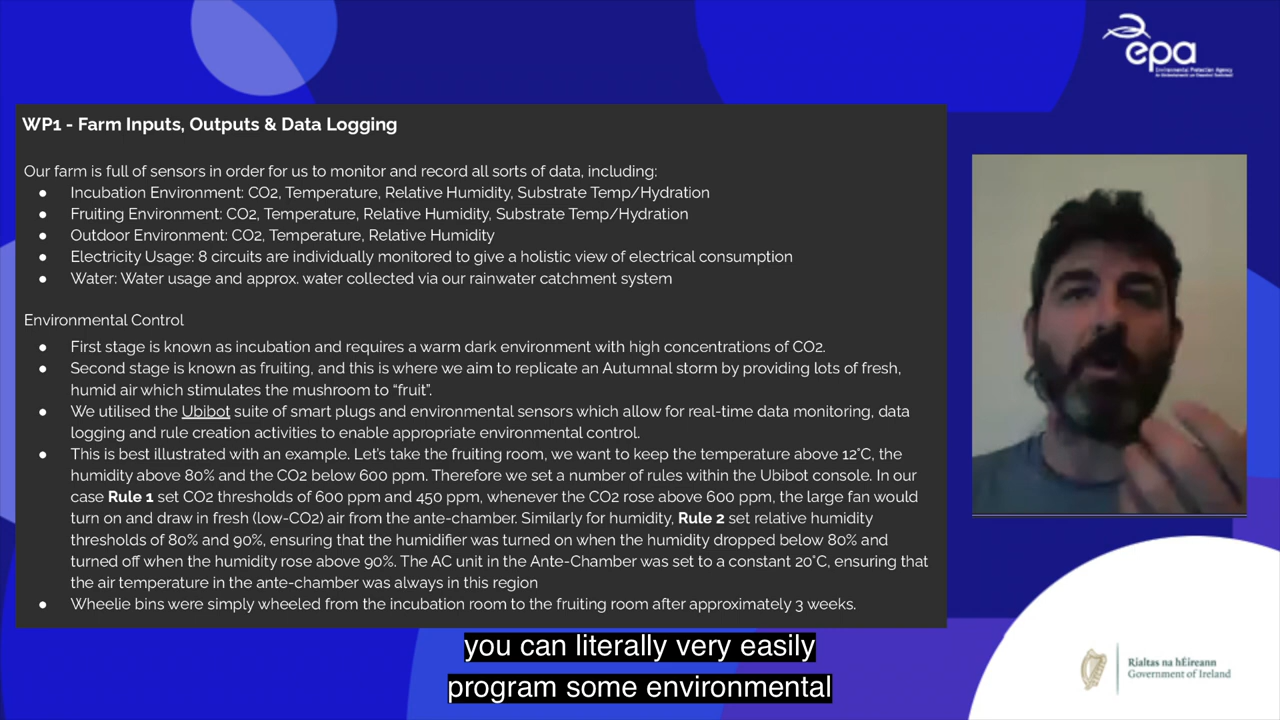 epa
Environmental Protection Agency
WP1 - Farm Inputs, Outputs & Data Logging
Our farm is full of sensors in order for us to monitor and record all sorts of data, including:
● Incubation Environment: CO2, Temperature, Relative Humidity, Substrate Temp/Hydration
● Fruiting Environment: CO2, Temperature, Relative Humidity, Substrate Temp/Hydration
● Outdoor Environment: CO2, Temperature, Relative Humidity
● Electricity Usage: 8 circuits are individually monitored to give a holistic view of electrical consumption
● Water: Water usage and approx. water collected via our rainwater catchment system
Environmental Control
● First stage is known as incubation and requires a warm dark environment with high concentrations of CO2.
● Second stage is known as fruiting, and this is where we aim to replicate an Autumnal storm by providing lots of fresh,
humid air which stimulates the mushroom to “fruit”.
● We utilised the Ubibot suite of smart plugs and environmental sensors which allow for real-time data monitoring, data
logging and rule creation activities to enable appropriate environmental control.
● This is best illustrated with an example. Let's take the fruiting room, we want to keep the temperature above 12°C, the
humidity above 80% and the CO2 below 600 ppm. Therefore we set a number of rules within the Ubibot console. In our
case Rule 1 set CO2 thresholds of 600 ppm and 450 ppm, whenever the CO2 rose above 600 ppm, the large fan would
turn on and draw in fresh (low-CO2) air from the ante-chamber. Similarly for humidity, Rule 2 set relative humidity
thresholds of 80% and 90%, ensuring that the humidifier was turned on when the humidity dropped below 80% and
turned off when the humidity rose above 90%. The AC unit in the Ante-Chamber was set to a constant 20°C, ensuring that
the air temperature in the ante-chamber was always in this region
● Wheelie bins were simply wheeled from the incubation room to the fruiting room after approximately 3 weeks.
you can literally very easily
program some environmental
Rialtas na hÉireann
Government of Ireland